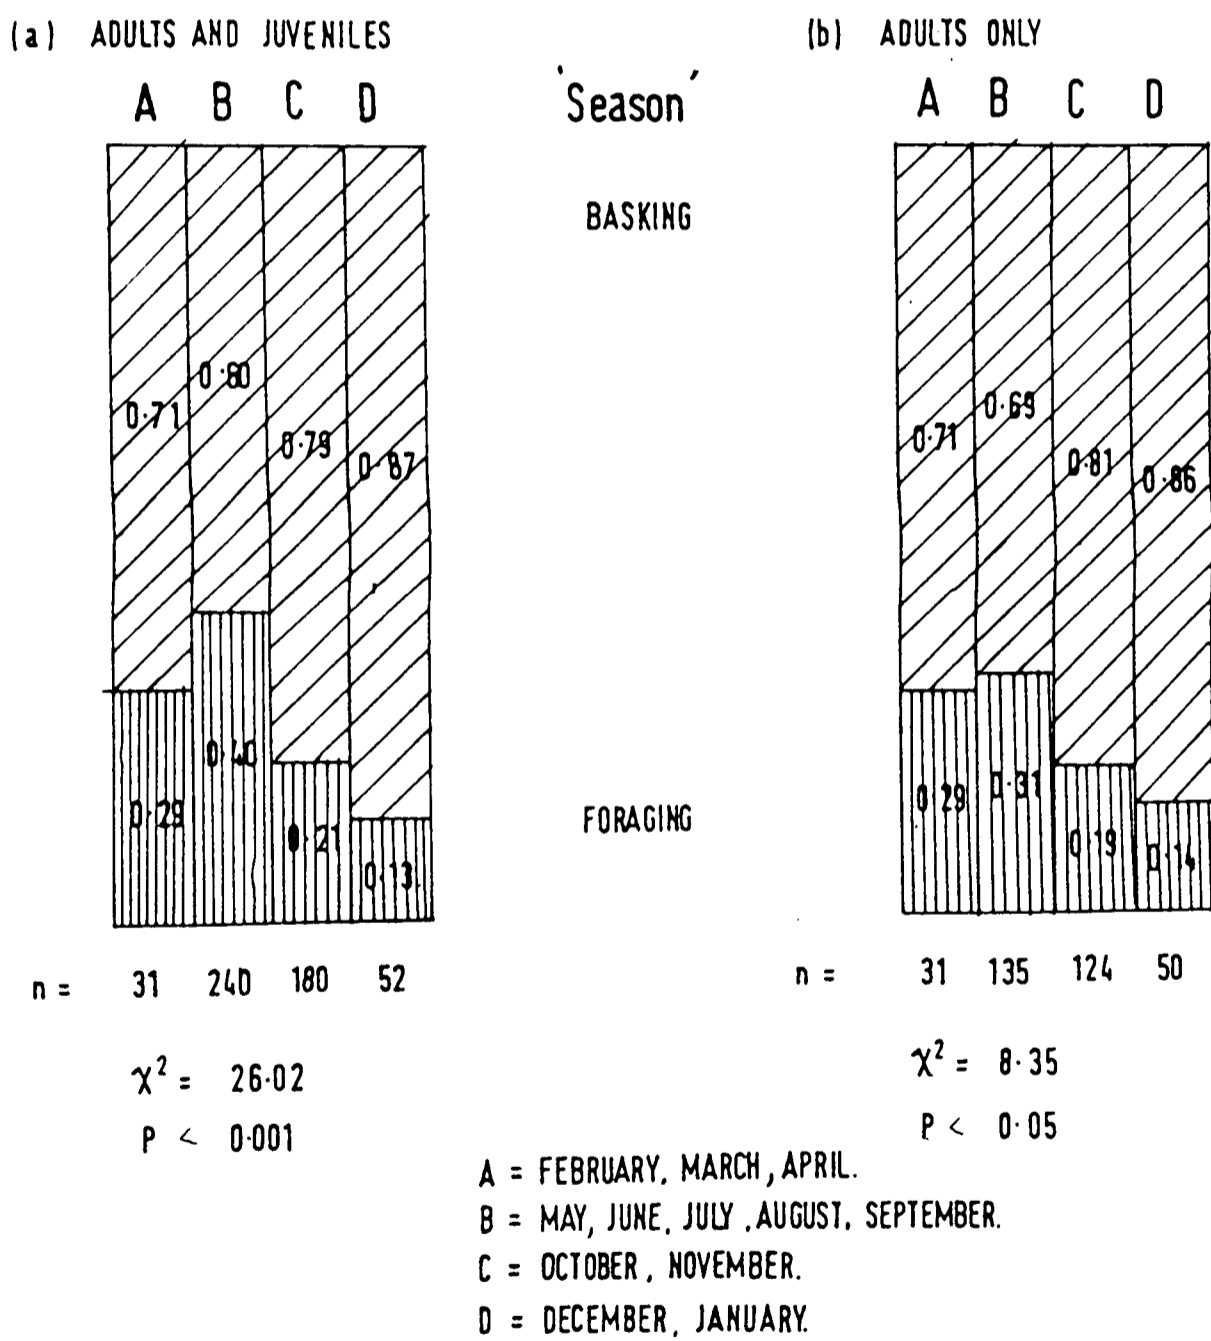 (a) ADULTS AND JUVENILES
(b) ADULTS ONLY
A B C D
'Season'
A B C D
BASKING
0.71 0.80 0.79 0.87
0.71 0.69 0.81 0.86
0.29 0.40 0.21 0.13
FORAGING
0.29 0.31 0.19 0.14
n = 31 240 180 52
n = 31 135 124 50
χ² = 26.02
P < 0.001
χ² = 8.35
P < 0.05
A = FEBRUARY, MARCH, APRIL.
B = MAY, JUNE, JULY, AUGUST, SEPTEMBER.
C = OCTOBER, NOVEMBER.
D = DECEMBER, JANUARY.